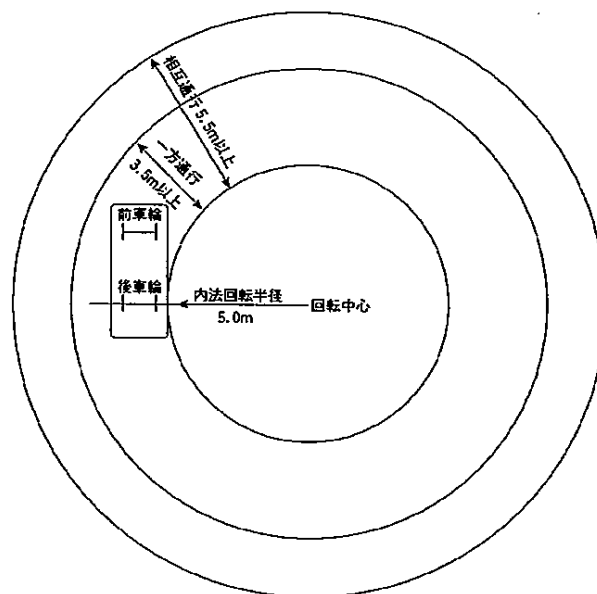 相互通行5.5m以上
一方通行
3.5m以上
前車輪
後車輪
内法回転半径
5.0m
回転中心